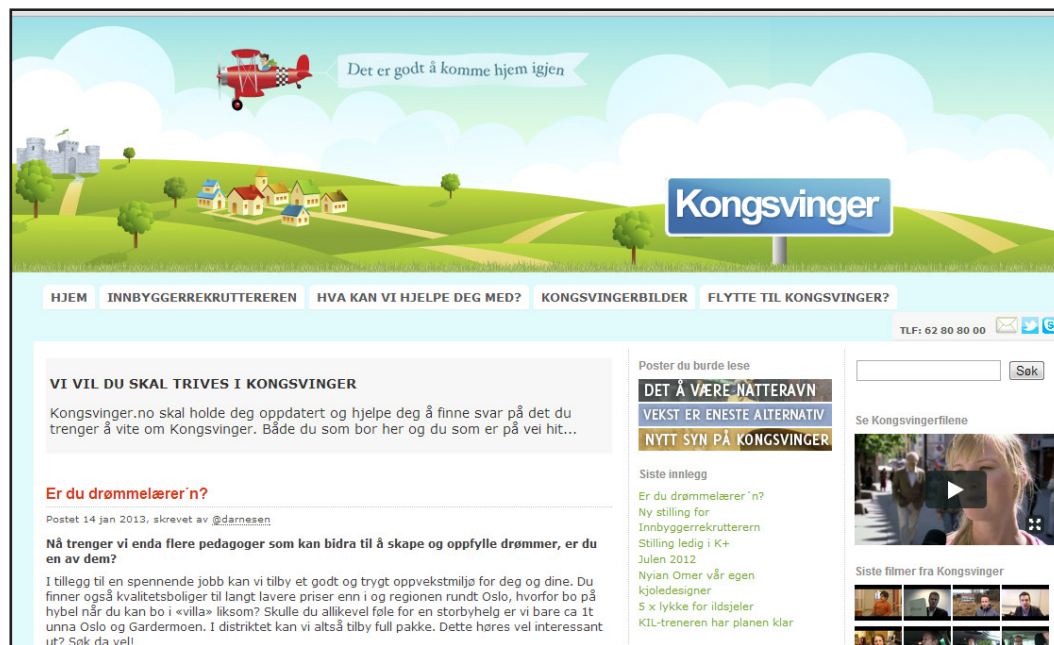 Det er godt å komme hjem igjen
Kongsvinger
HJEM
INNBYGGERREKRUTTEREREN
HVA KAN VI HJELPE DEG MED?
KONGSVINGERBILDER
FLYTTE TIL KONGSVINGER?
TLF: 62 80 80 00
VI VIL DU SKAL TRIVES I KONGSVINGER
Kongsvinger.no skal holde deg oppdatert og hjelpe deg å finne svar på det du
trenger å vite om Kongsvinger. Både du som bor her og du som er på vei hit...
Er du drømmelærer´n?
Postet 14 jan 2013, skrevet av @darnesen
Nå trenger vi enda flere pedagoger som kan bidra til å skape og oppfylle drømmer, er du
en av dem?
I tillegg til en spennende jobb kan vi tilby et godt og trygt oppvekstmiljø for deg og dine. Du
finner også kvalitetsboliger til langt lavere priser enn i og regionen rundt Oslo, hvorfor bo på
hybel når du kan bo i «villa» liksom? Skulle du allikevel føle for en storbyhelg er vi bare ca 1t
unna Oslo og Gardermoen. I distriktet kan vi altså tilby full pakke. Dette høres vel interessant
ut? Søk da vel!
Poster du burde lese
DET Å VÆRE NATTERAVN
VEKST ER ENESTE ALTERNATIV
NYTT SYN PÅ KONGSVINGER
Siste innlegg
Er du drømmelærer´n?
Ny stilling for
Innbyggerrekrutterern
Stilling ledig i K+
Julen 2012
Nyian Omer vår egen
kjoledesigner
5 x lykke for ildsjeler
KIL-treneren har planen klar
Søk
Se Kongsvingerfilene
Siste filmer fra Kongsvinger